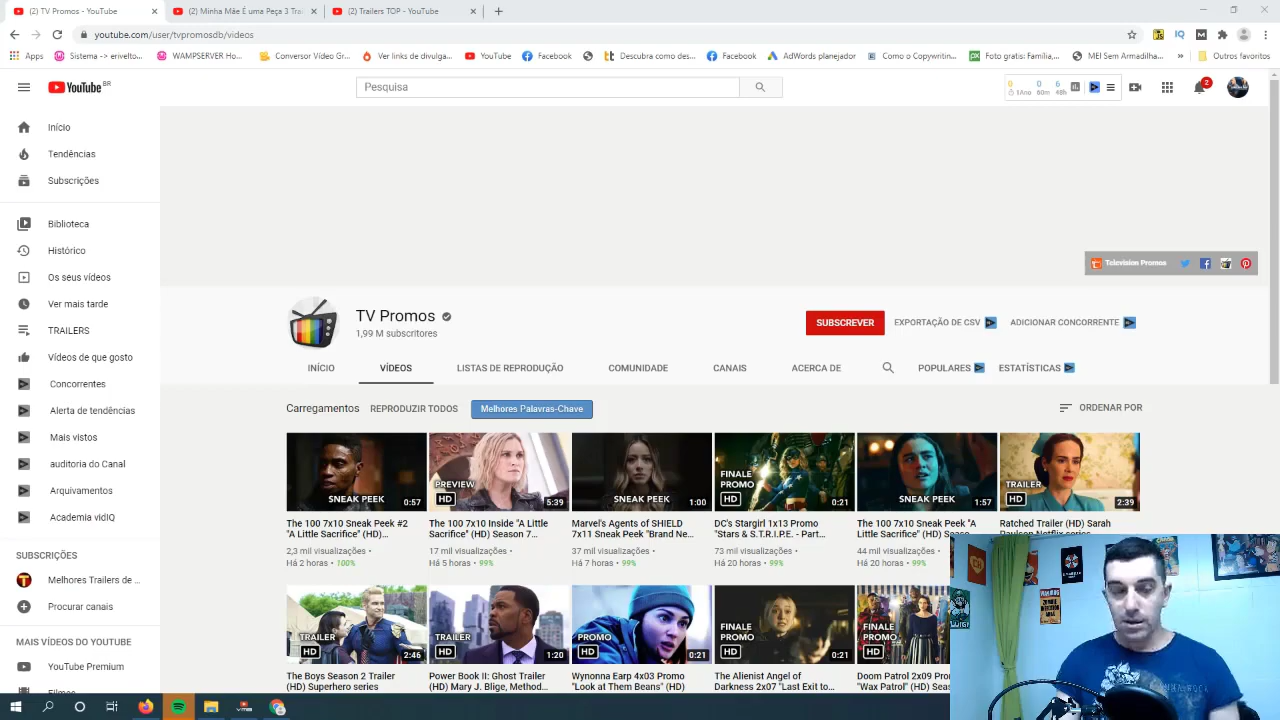 (2) TV Promos - YouTube
(2) Minha Mãe É uma Peça 3 Trai
(2) Trailers TOP - YouTube
youtube.com/user/tvpromosdb/videos
Apps
Sistema -> erivelto...
WAMPSERVER Ho...
Conversor Vídeo Gr...
Ver links de divulga...
YouTube
Facebook
Descubra como des...
Facebook
AdWords planejador
Como o Copywritin...
Foto gratis: Família,...
MEI Sem Armadilha...
»
Outros favoritos
YouTube BR
Pesquisa
0 0 6
1Ano 60m 48h
2
Início
Tendências
Subscrições
Biblioteca
Histórico
Os seus vídeos
Ver mais tarde
TRAILERS
Vídeos de que gosto
Concorrentes
Alerta de tendências
Mais vistos
auditoria do Canal
Arquivamentos
Academia vidIQ
SUBSCRIÇÕES
Melhores Trailers de ...
Procurar canais
MAIS VÍDEOS DO YOUTUBE
YouTube Premium
Filmes
Television Promos
TV Promos
1,99 M subscritores
SUBSCREVER
EXPORTAÇÃO DE CSV
ADICIONAR CONCORRENTE
INÍCIO
VÍDEOS
LISTAS DE REPRODUÇÃO
COMUNIDADE
CANAIS
ACERCA DE
POPULARES
ESTATÍSTICAS
Carregamentos
REPRODUZIR TODOS
Melhores Palavras-Chave
ORDENAR POR
SNEAK PEEK
0:57
The 100 7x10 Sneak Peek #2
"A Little Sacrifice" (HD)...
2,3 mil visualizações •
Há 2 horas • 100%
PREVIEW
HD
5:39
The 100 7x10 Inside "A Little
Sacrifice" (HD) Season 7...
17 mil visualizações •
Há 5 horas • 99%
SNEAK PEEK
1:00
Marvel's Agents of SHIELD
7x11 Sneak Peek "Brand Ne...
37 mil visualizações •
Há 7 horas • 99%
FINALE
PROMO
HD
0:21
DC's Stargirl 1x13 Promo
"Stars & S.T.R.I.P.E. - Part...
73 mil visualizações •
Há 20 horas • 99%
SNEAK PEEK
1:57
The 100 7x10 Sneak Peek "A
Little Sacrifice" (HD) Seaso...
44 mil visualizações •
Há 20 horas • 99%
TRAILER
HD
2:39
Ratched Trailer (HD) Sarah
TRAILER
HD
2:46
The Boys Season 2 Trailer
(HD) Superhero series
TRAILER
HD
1:20
Power Book II: Ghost Trailer
(HD) Mary J. Blige, Method...
PROMO
HD
0:21
Wynonna Earp 4x03 Promo
"Look at Them Beans" (HD)
FINALE
PROMO
HD
0:21
The Alienist Angel of
Darkness 2x07 "Last Exit to...
FINALE
PROMO
HD
Doom Patrol 2x09 Pro
"Wax Patrol" (HD) Sea